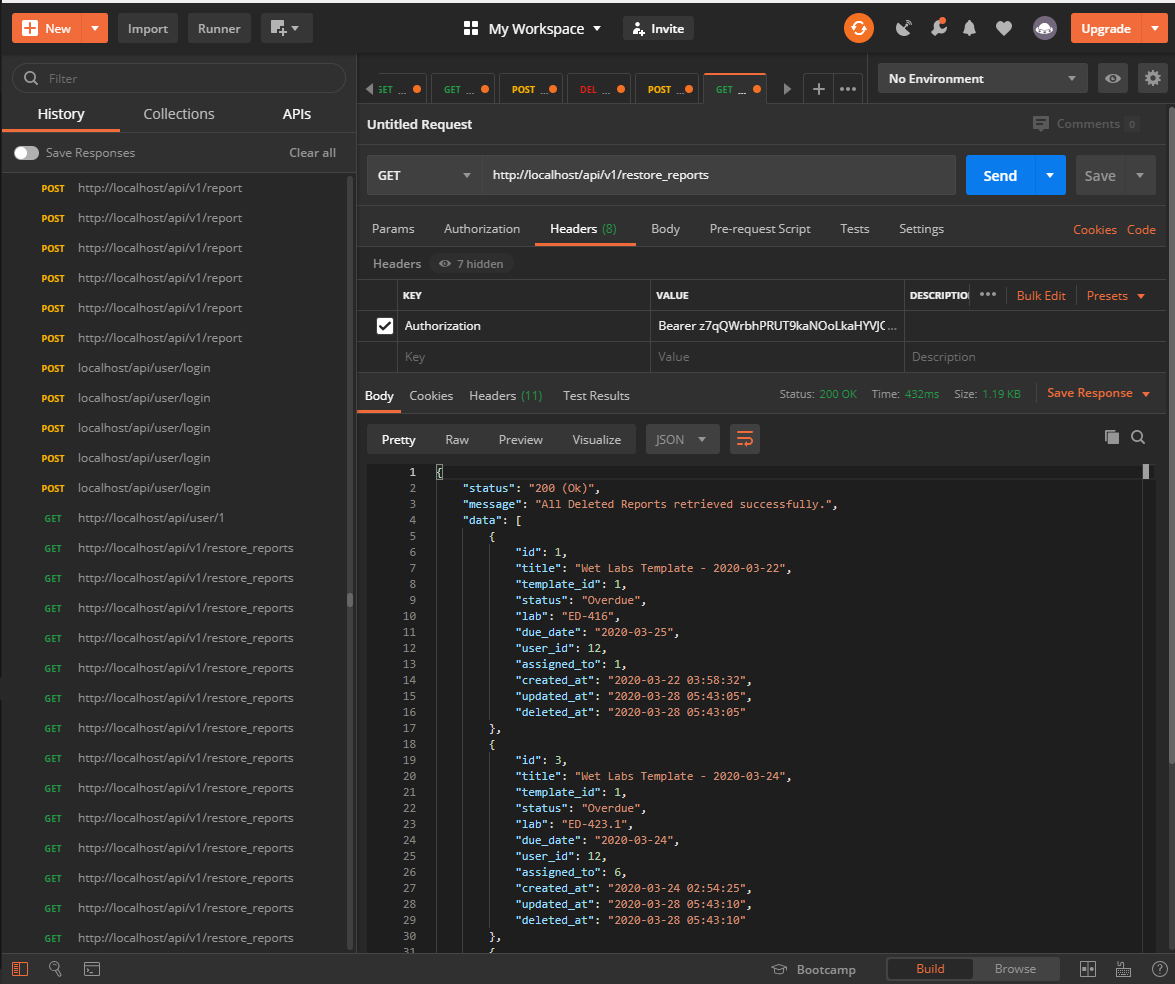 New Import Runner My Workspace Invite Upgrade
Filter
History Collections APIs
Save Responses Clear all
POST http://localhost/api/v1/report
POST http://localhost/api/v1/report
POST http://localhost/api/v1/report
POST http://localhost/api/v1/report
POST http://localhost/api/v1/report
POST http://localhost/api/v1/report
POST localhost/api/user/login
POST localhost/api/user/login
POST localhost/api/user/login
POST localhost/api/user/login
POST localhost/api/user/login
GET http://localhost/api/user/1
GET http://localhost/api/v1/restore_reports
GET http://localhost/api/v1/restore_reports
GET http://localhost/api/v1/restore_reports
GET http://localhost/api/v1/restore_reports
GET http://localhost/api/v1/restore_reports
GET http://localhost/api/v1/restore_reports
GET http://localhost/api/v1/restore_reports
GET http://localhost/api/v1/restore_reports
GET http://localhost/api/v1/restore_reports
GET http://localhost/api/v1/restore_reports
GET http://localhost/api/v1/restore_reports
GET http://localhost/api/v1/restore_reports
GET http://localhost/api/v1/restore_reports
GET http://localhost/api/v1/restore_reports
GET ... GET ... POST ... DEL ... POST ... GET ... + ••• No Environment
Untitled Request Comments 0
GET http://localhost/api/v1/restore_reports Send Save
Params Authorization Headers (8) Body Pre-request Script Tests Settings Cookies Code
Headers 7 hidden
KEY VALUE DESCRIPTIO ••• Bulk Edit Presets
Authorization Bearer z7qQWrbhPRUT9kaNOoLkaHYVJC ...
Key Value Description
Body Cookies Headers (11) Test Results Status: 200 OK Time: 432ms Size: 1.19 KB Save Response
Pretty Raw Preview Visualize JSON
1 {
2 "status": "200 (Ok)",
3 "message": "All Deleted Reports retrieved successfully.",
4 "data": [
5 {
6 "id": 1,
7 "title": "Wet Labs Template - 2020-03-22",
8 "template_id": 1,
9 "status": "Overdue",
10 "lab": "ED-416",
11 "due_date": "2020-03-25",
12 "user_id": 12,
13 "assigned_to": 1,
14 "created_at": "2020-03-22 03:58:32",
15 "updated_at": "2020-03-28 05:43:05",
16 "deleted_at": "2020-03-28 05:43:05"
17 },
18 {
19 "id": 3,
20 "title": "Wet Labs Template - 2020-03-24",
21 "template_id": 1,
22 "status": "Overdue",
23 "lab": "ED-423.1",
24 "due_date": "2020-03-24",
25 "user_id": 12,
26 "assigned_to": 6,
27 "created_at": "2020-03-24 02:54:25",
28 "updated_at": "2020-03-28 05:43:10",
29 "deleted_at": "2020-03-28 05:43:10"
30 },
31 {
Bootcamp Build Browse